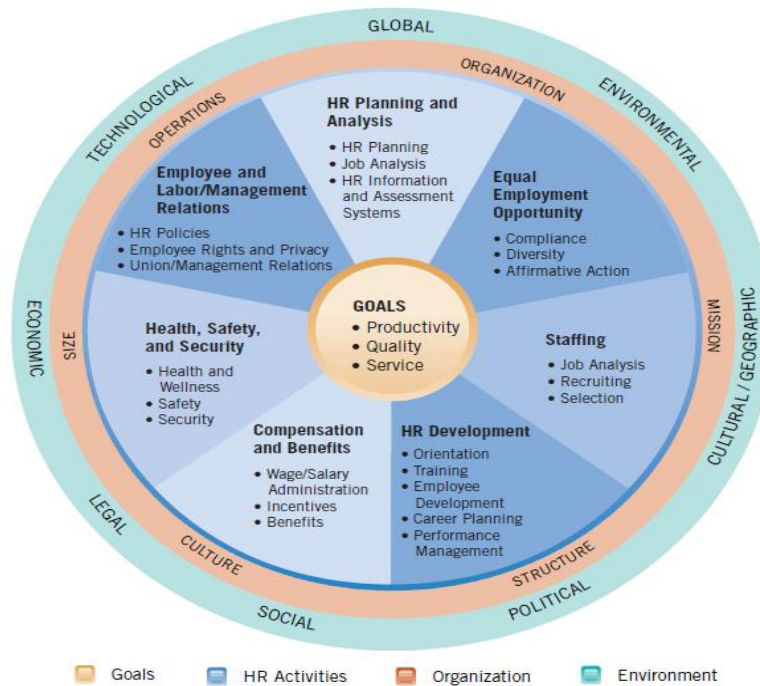 GLOBAL
TECHNOLOGICAL
ENVIRONMENTAL
ORGANIZATION
OPERATIONS
HR Planning and
Analysis
• HR Planning
• Job Analysis
• HR Information
and Assessment
Systems
Employee and
Labor/Management
Relations
• HR Policies
• Employee Rights and Privacy
• Union/Management Relations
Equal
Employment
Opportunity
• Compliance
• Diversity
• Affirmative Action
GOALS
• Productivity
• Quality
• Service
ECONOMIC
SIZE
MISSION
CULTURAL / GEOGRAPHIC
Health, Safety,
and Security
• Health and
Wellness
• Safety
• Security
Staffing
• Job Analysis
• Recruiting
• Selection
Compensation
and Benefits
• Wage/Salary
Administration
• Incentives
• Benefits
HR Development
• Orientation
• Training
• Employee
Development
• Career Planning
• Performance
Management
LEGAL
CULTURE
STRUCTURE
SOCIAL
POLITICAL
Goals
HR Activities
Organization
Environment